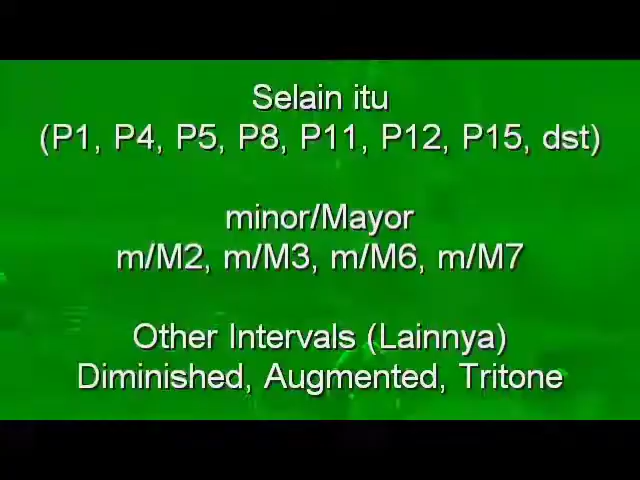 Selain itu
(P1, P4, P5, P8, P11, P12, P15, dst)
minor/Mayor
m/M2, m/M3, m/M6, m/M7
Other Intervals (Lainnya)
Diminished, Augmented, Tritone